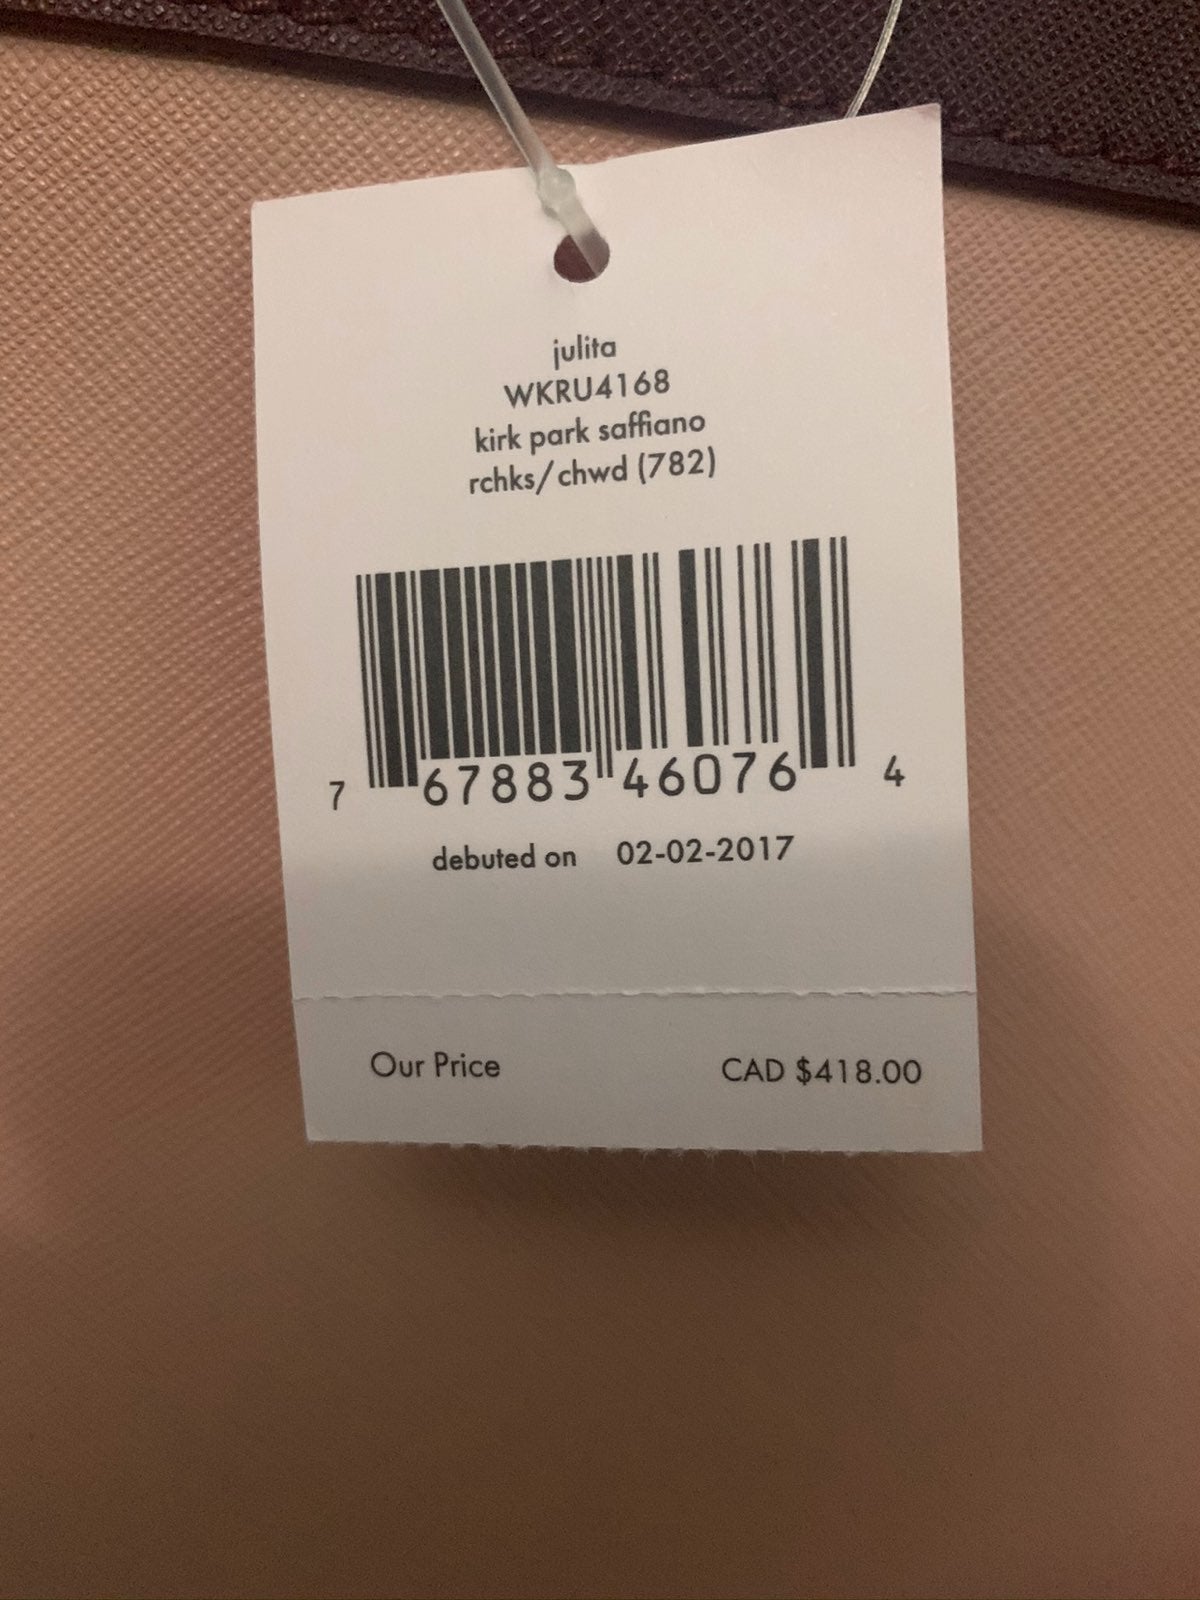 julita
WKRU4168
kirk park saffiano
rchks/chwd (782)
7 67883 46076 4
debuted on 02-02-2017
Our Price CAD $418.00